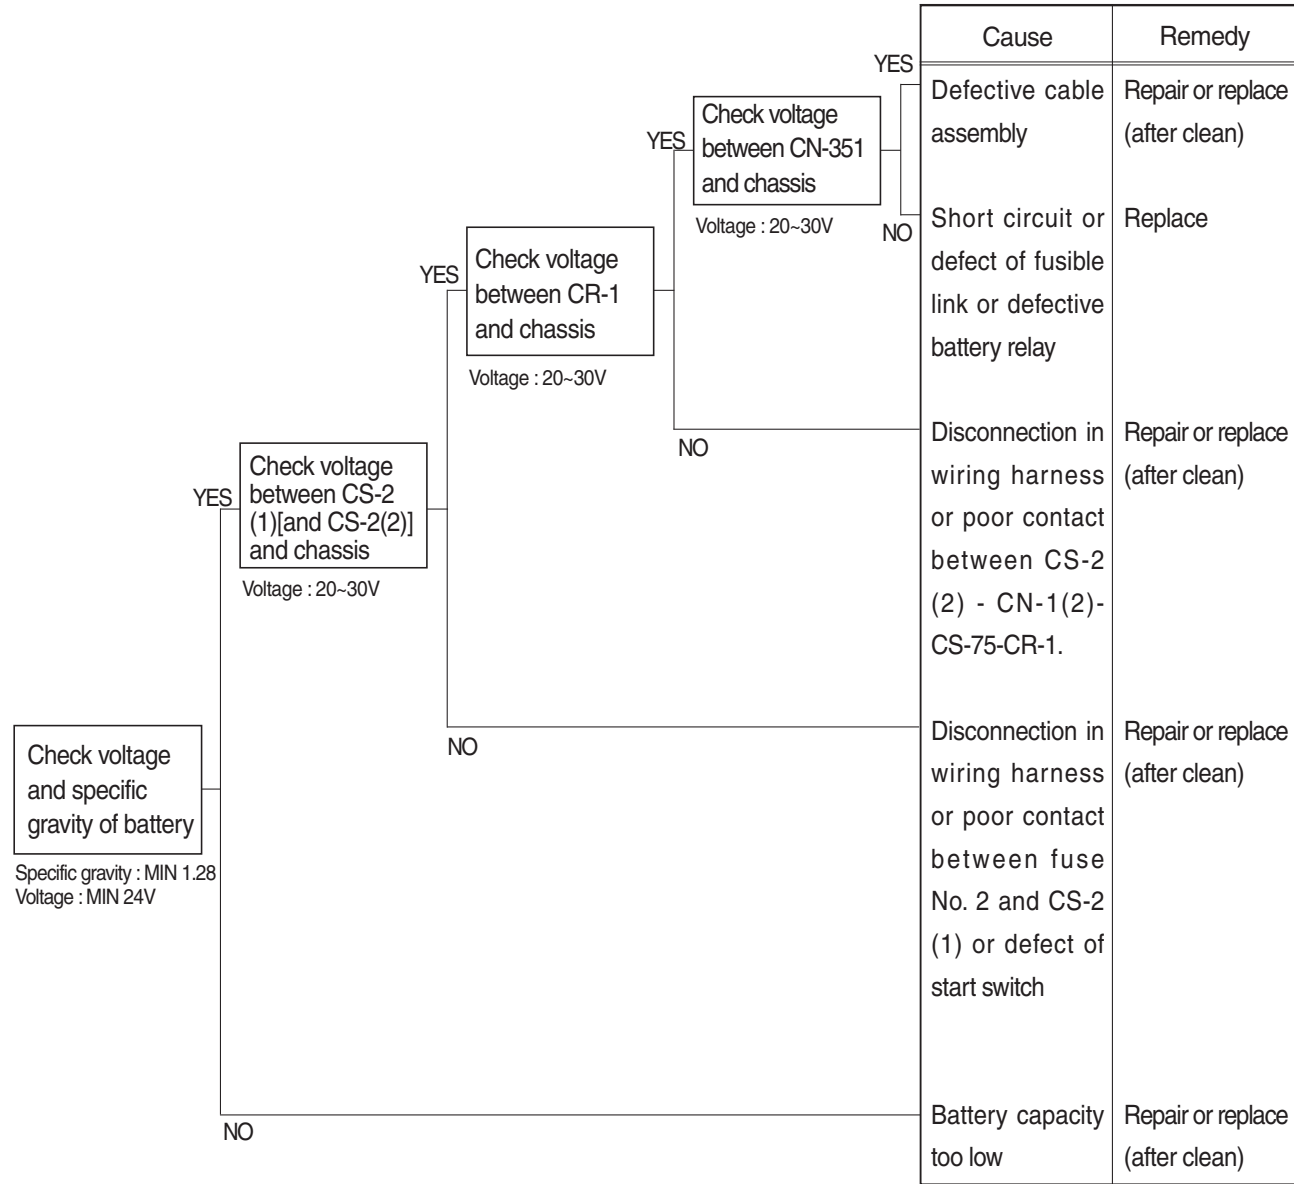 Cause
Remedy
YES
Defective cable
assembly
Repair or replace
(after clean)
YES
Check voltage
between CN-351
and chassis
Voltage : 20~30V
NO
Short circuit or
defect of fusible
link or defective
battery relay
Replace
YES
Check voltage
between CR-1
and chassis
Voltage : 20~30V
NO
Disconnection in
wiring harness
or poor contact
between CS-2
(2) - CN-1(2)-
CS-75-CR-1.
Repair or replace
(after clean)
YES
Check voltage
between CS-2
(1)[and CS-2(2)]
and chassis
Voltage : 20~30V
NO
Disconnection in
wiring harness
or poor contact
between fuse
No. 2 and CS-2
(1) or defect of
start switch
Repair or replace
(after clean)
Check voltage
and specific
gravity of battery
Specific gravity : MIN 1.28
Voltage : MIN 24V
NO
Battery capacity
too low
Repair or replace
(after clean)